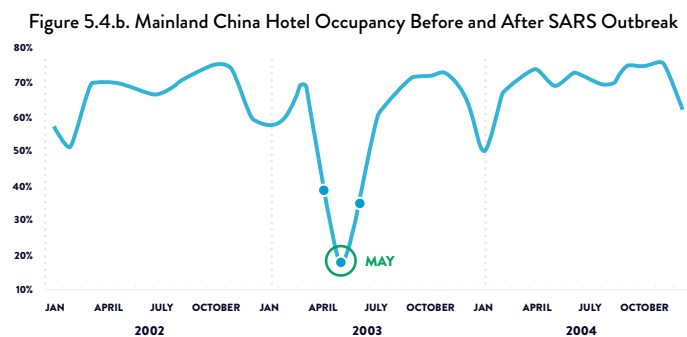 Figure 5.4.b. Mainland China Hotel Occupancy Before and After SARS Outbreak
80%
70%
60%
50%
40%
30%
20%
10%
MAY
JAN APRIL JULY OCTOBER JAN APRIL JULY OCTOBER JAN APRIL JULY OCTOBER
2002 2003 2004